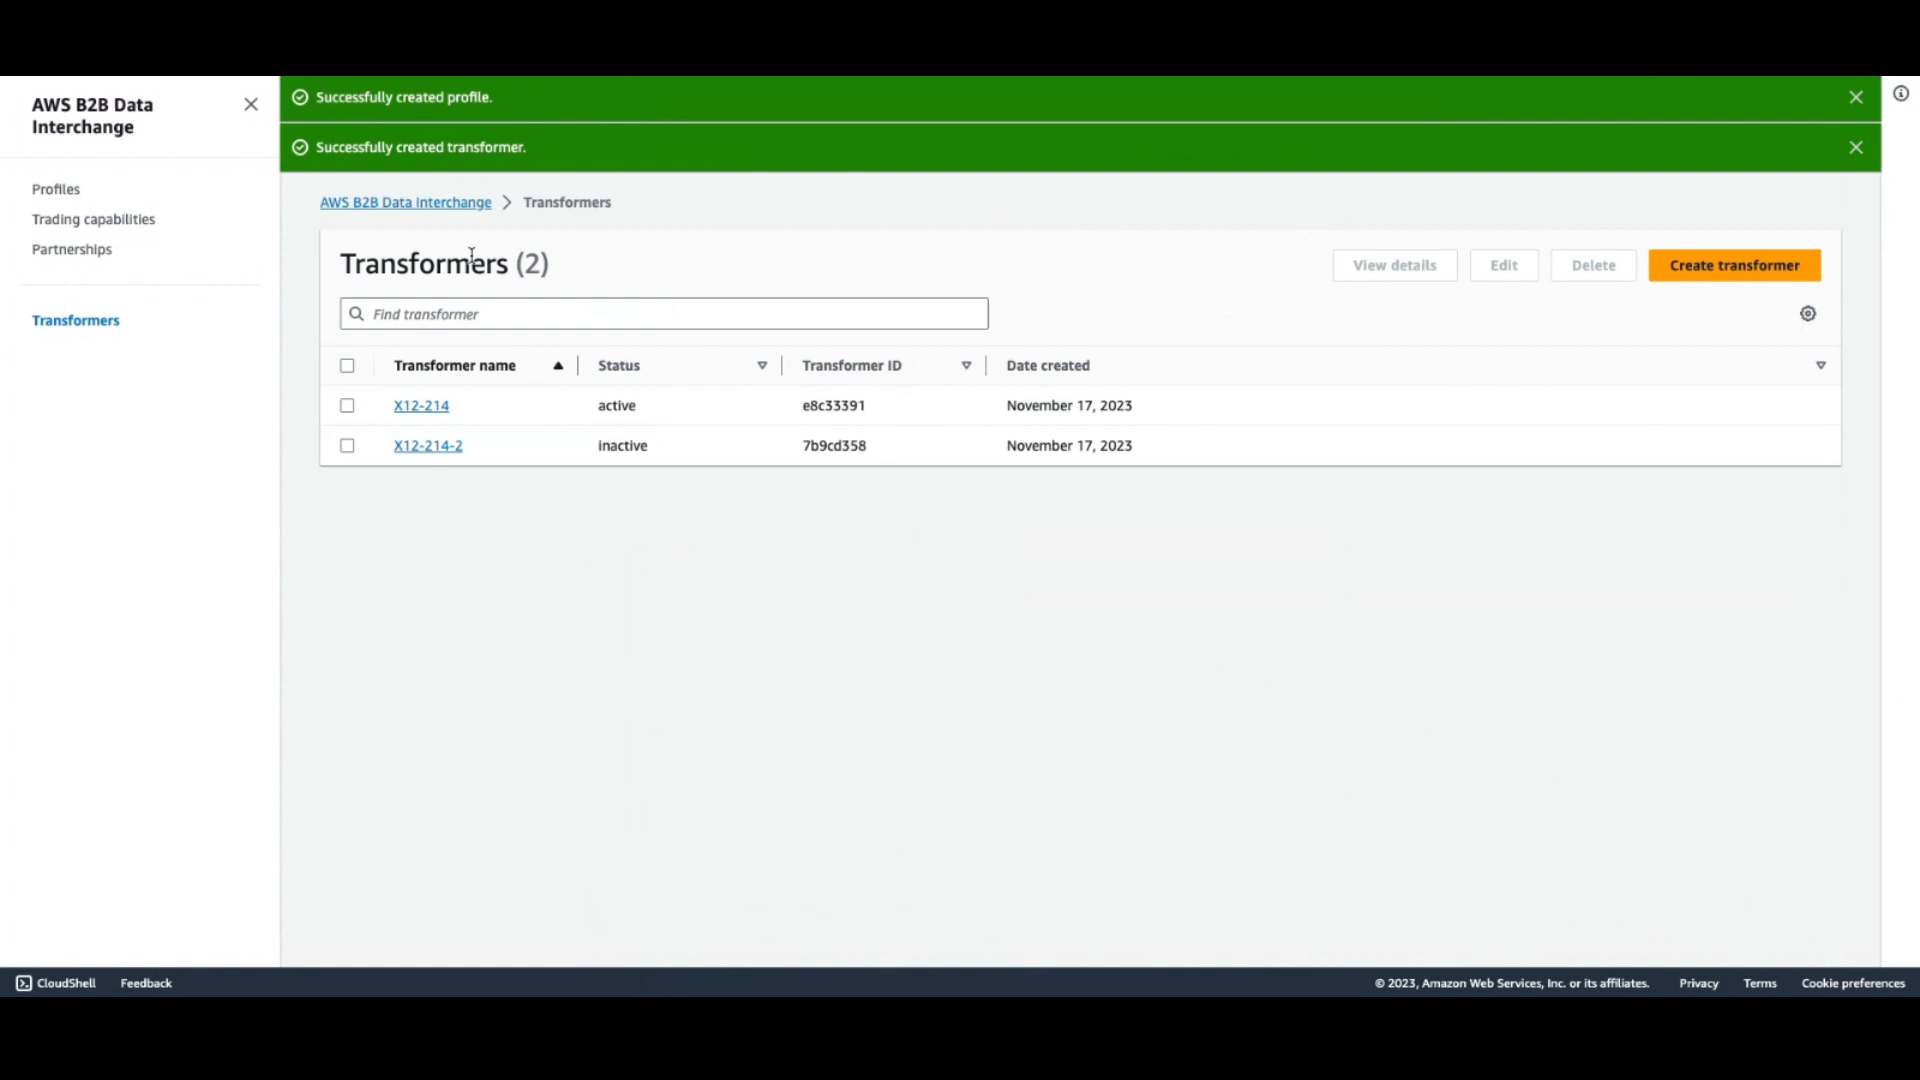 AWS B2B Data
Interchange
Profiles
Trading capabilities
Partnerships
Transformers
Successfully created profile.
Successfully created transformer.
AWS B2B Data Interchange > Transformers
Transformers (2)
View details
Edit
Delete
Create transformer
Find transformer
Transformer name Status Transformer ID Date created
X12-214 active e8c33391 November 17, 2023
X12-214-2 inactive 7b9cd358 November 17, 2023
CloudShell Feedback © 2023, Amazon Web Services, Inc. or its affiliates. Privacy Terms Cookie preferences